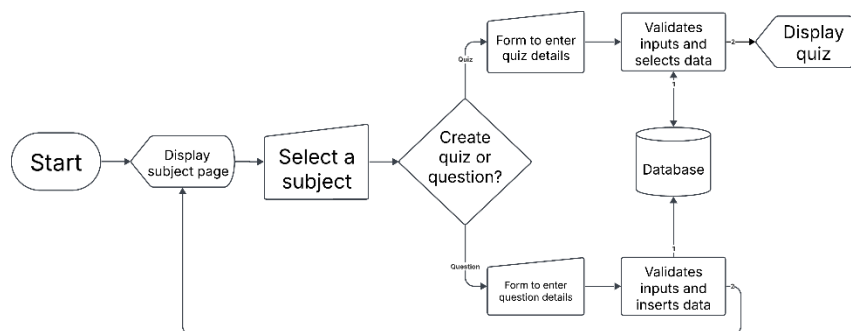 Start
Display
subject page
Select a
subject
Create
quiz or
question?
Quiz
Form to enter
quiz details
Validates
inputs and
selects data
2
Display
quiz
1
Database
1
Question
Form to enter
question details
Validates
inputs and
inserts data
2